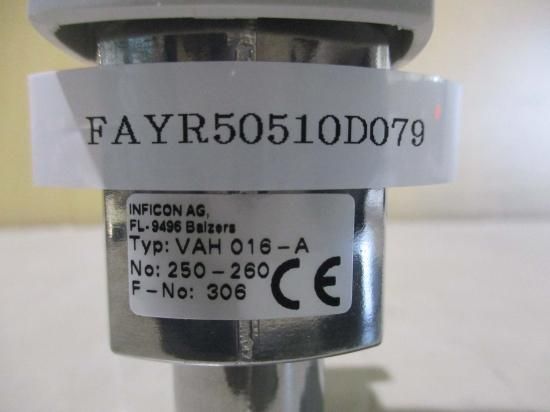 FAYR50510D079
INFICON AG,
FL-9496 Balzers
Typ: VAH 016-A
No: 250-260
F-No: 306
CE